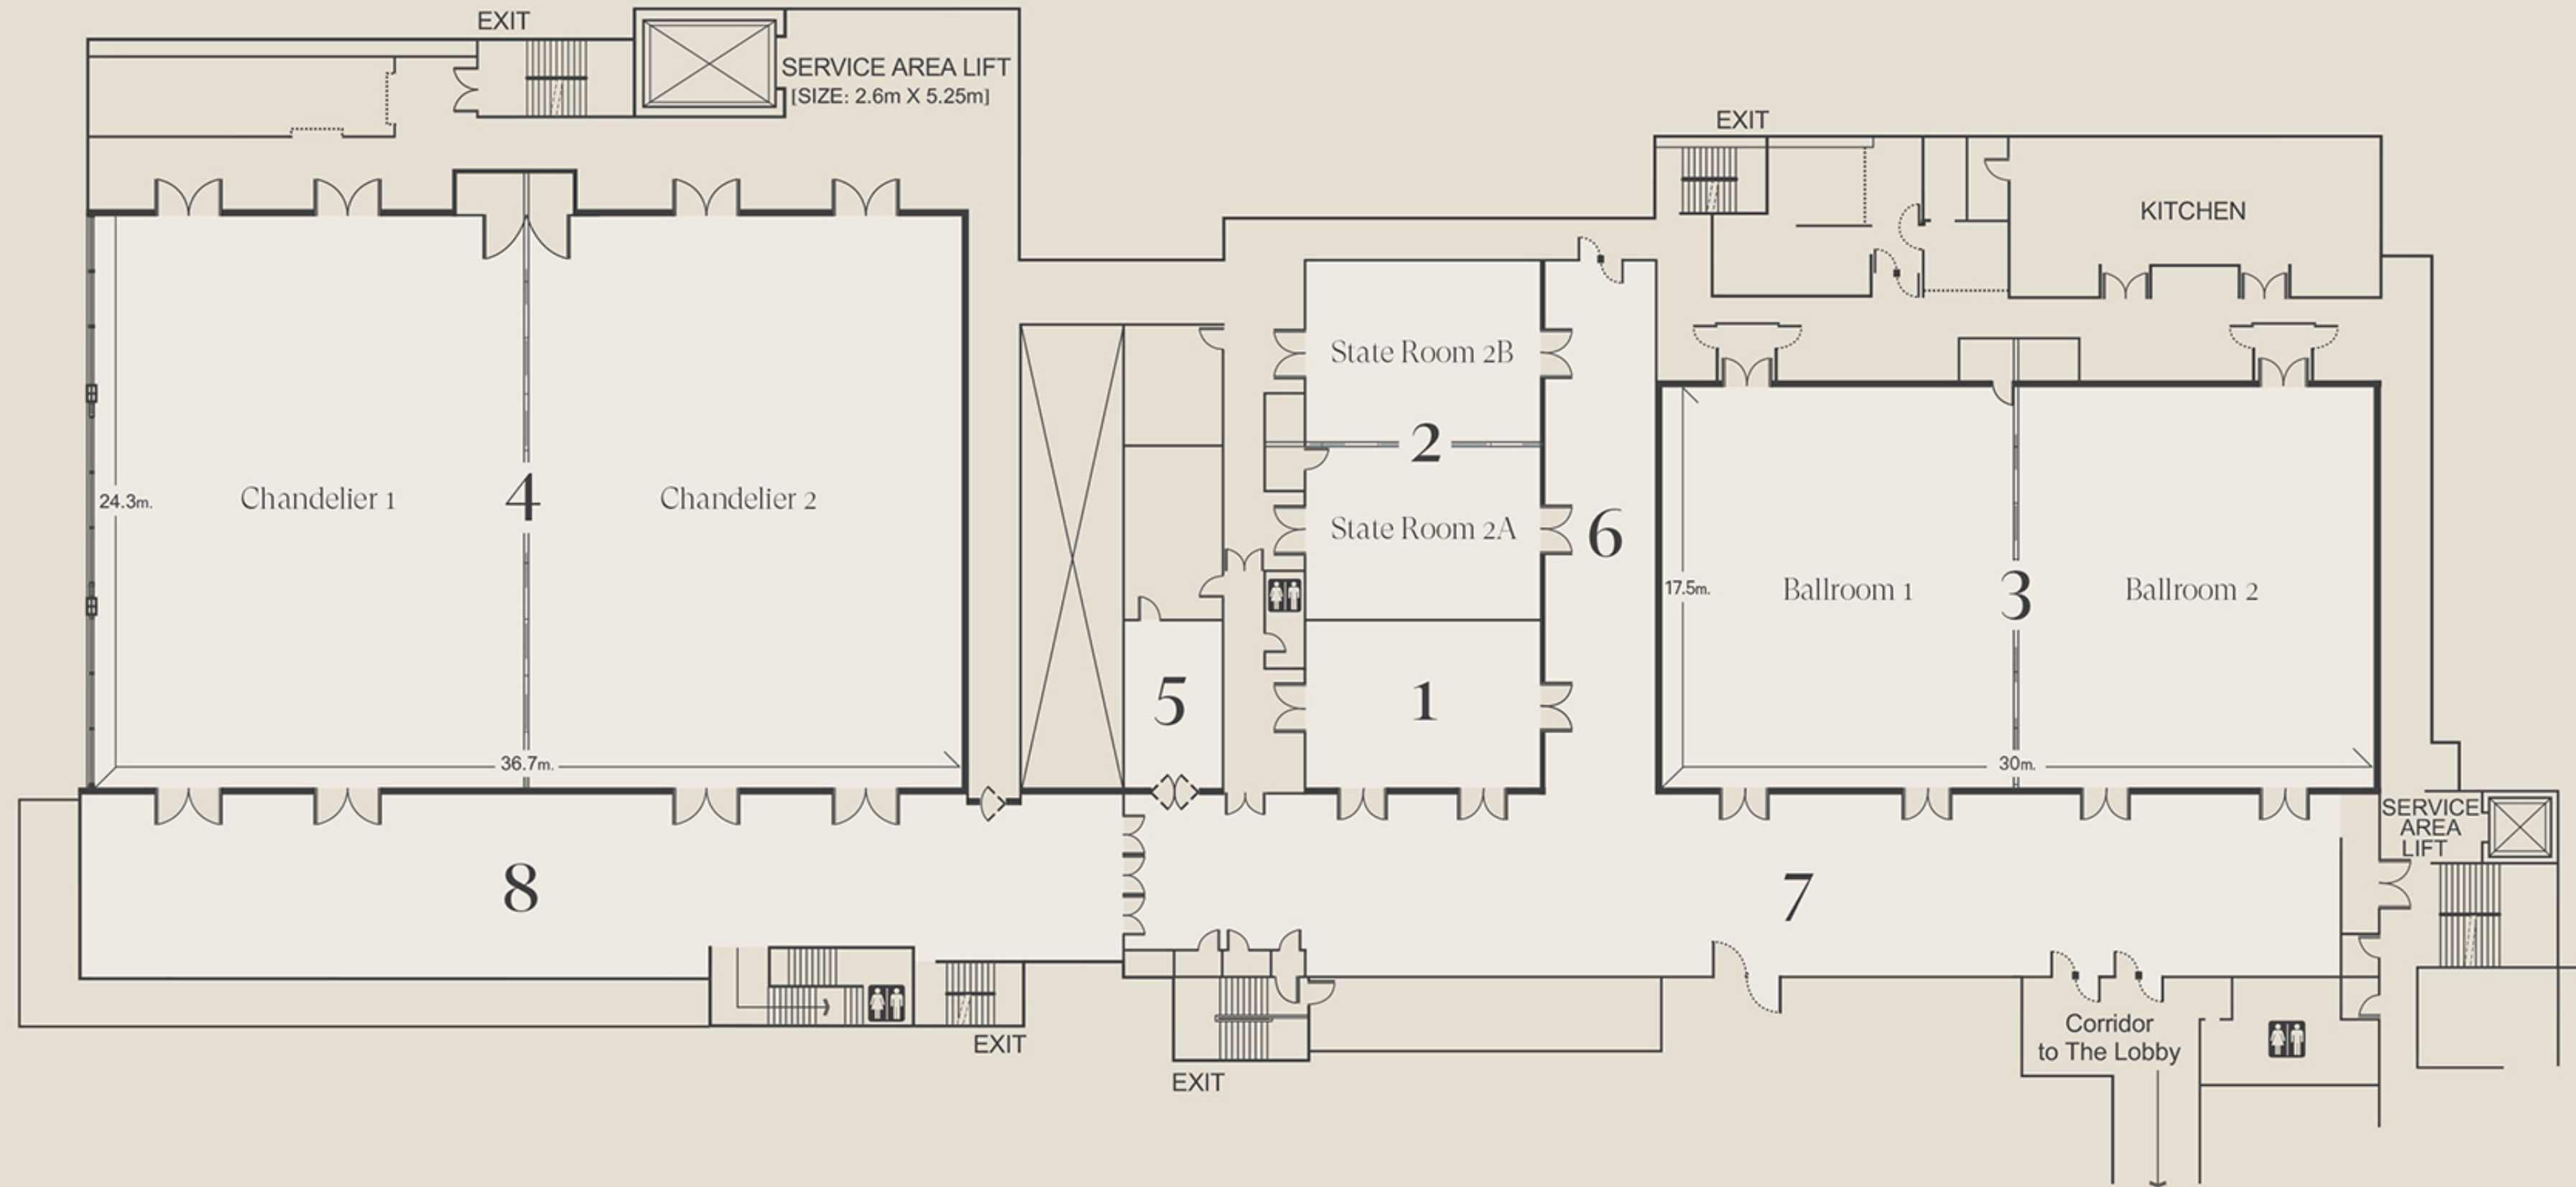 EXIT
SERVICE AREA LIFT
[SIZE: 2.6m X 5.25m]
EXIT
KITCHEN
State Room 2B
2
State Room 2A
24.3m.
Chandelier 1
4
Chandelier 2
36.7m.
6
17.5m.
Ballroom 1
3
Ballroom 2
30m.
5
1
8
7
SERVICE
AREA
LIFT
EXIT
EXIT
Corridor
to The Lobby